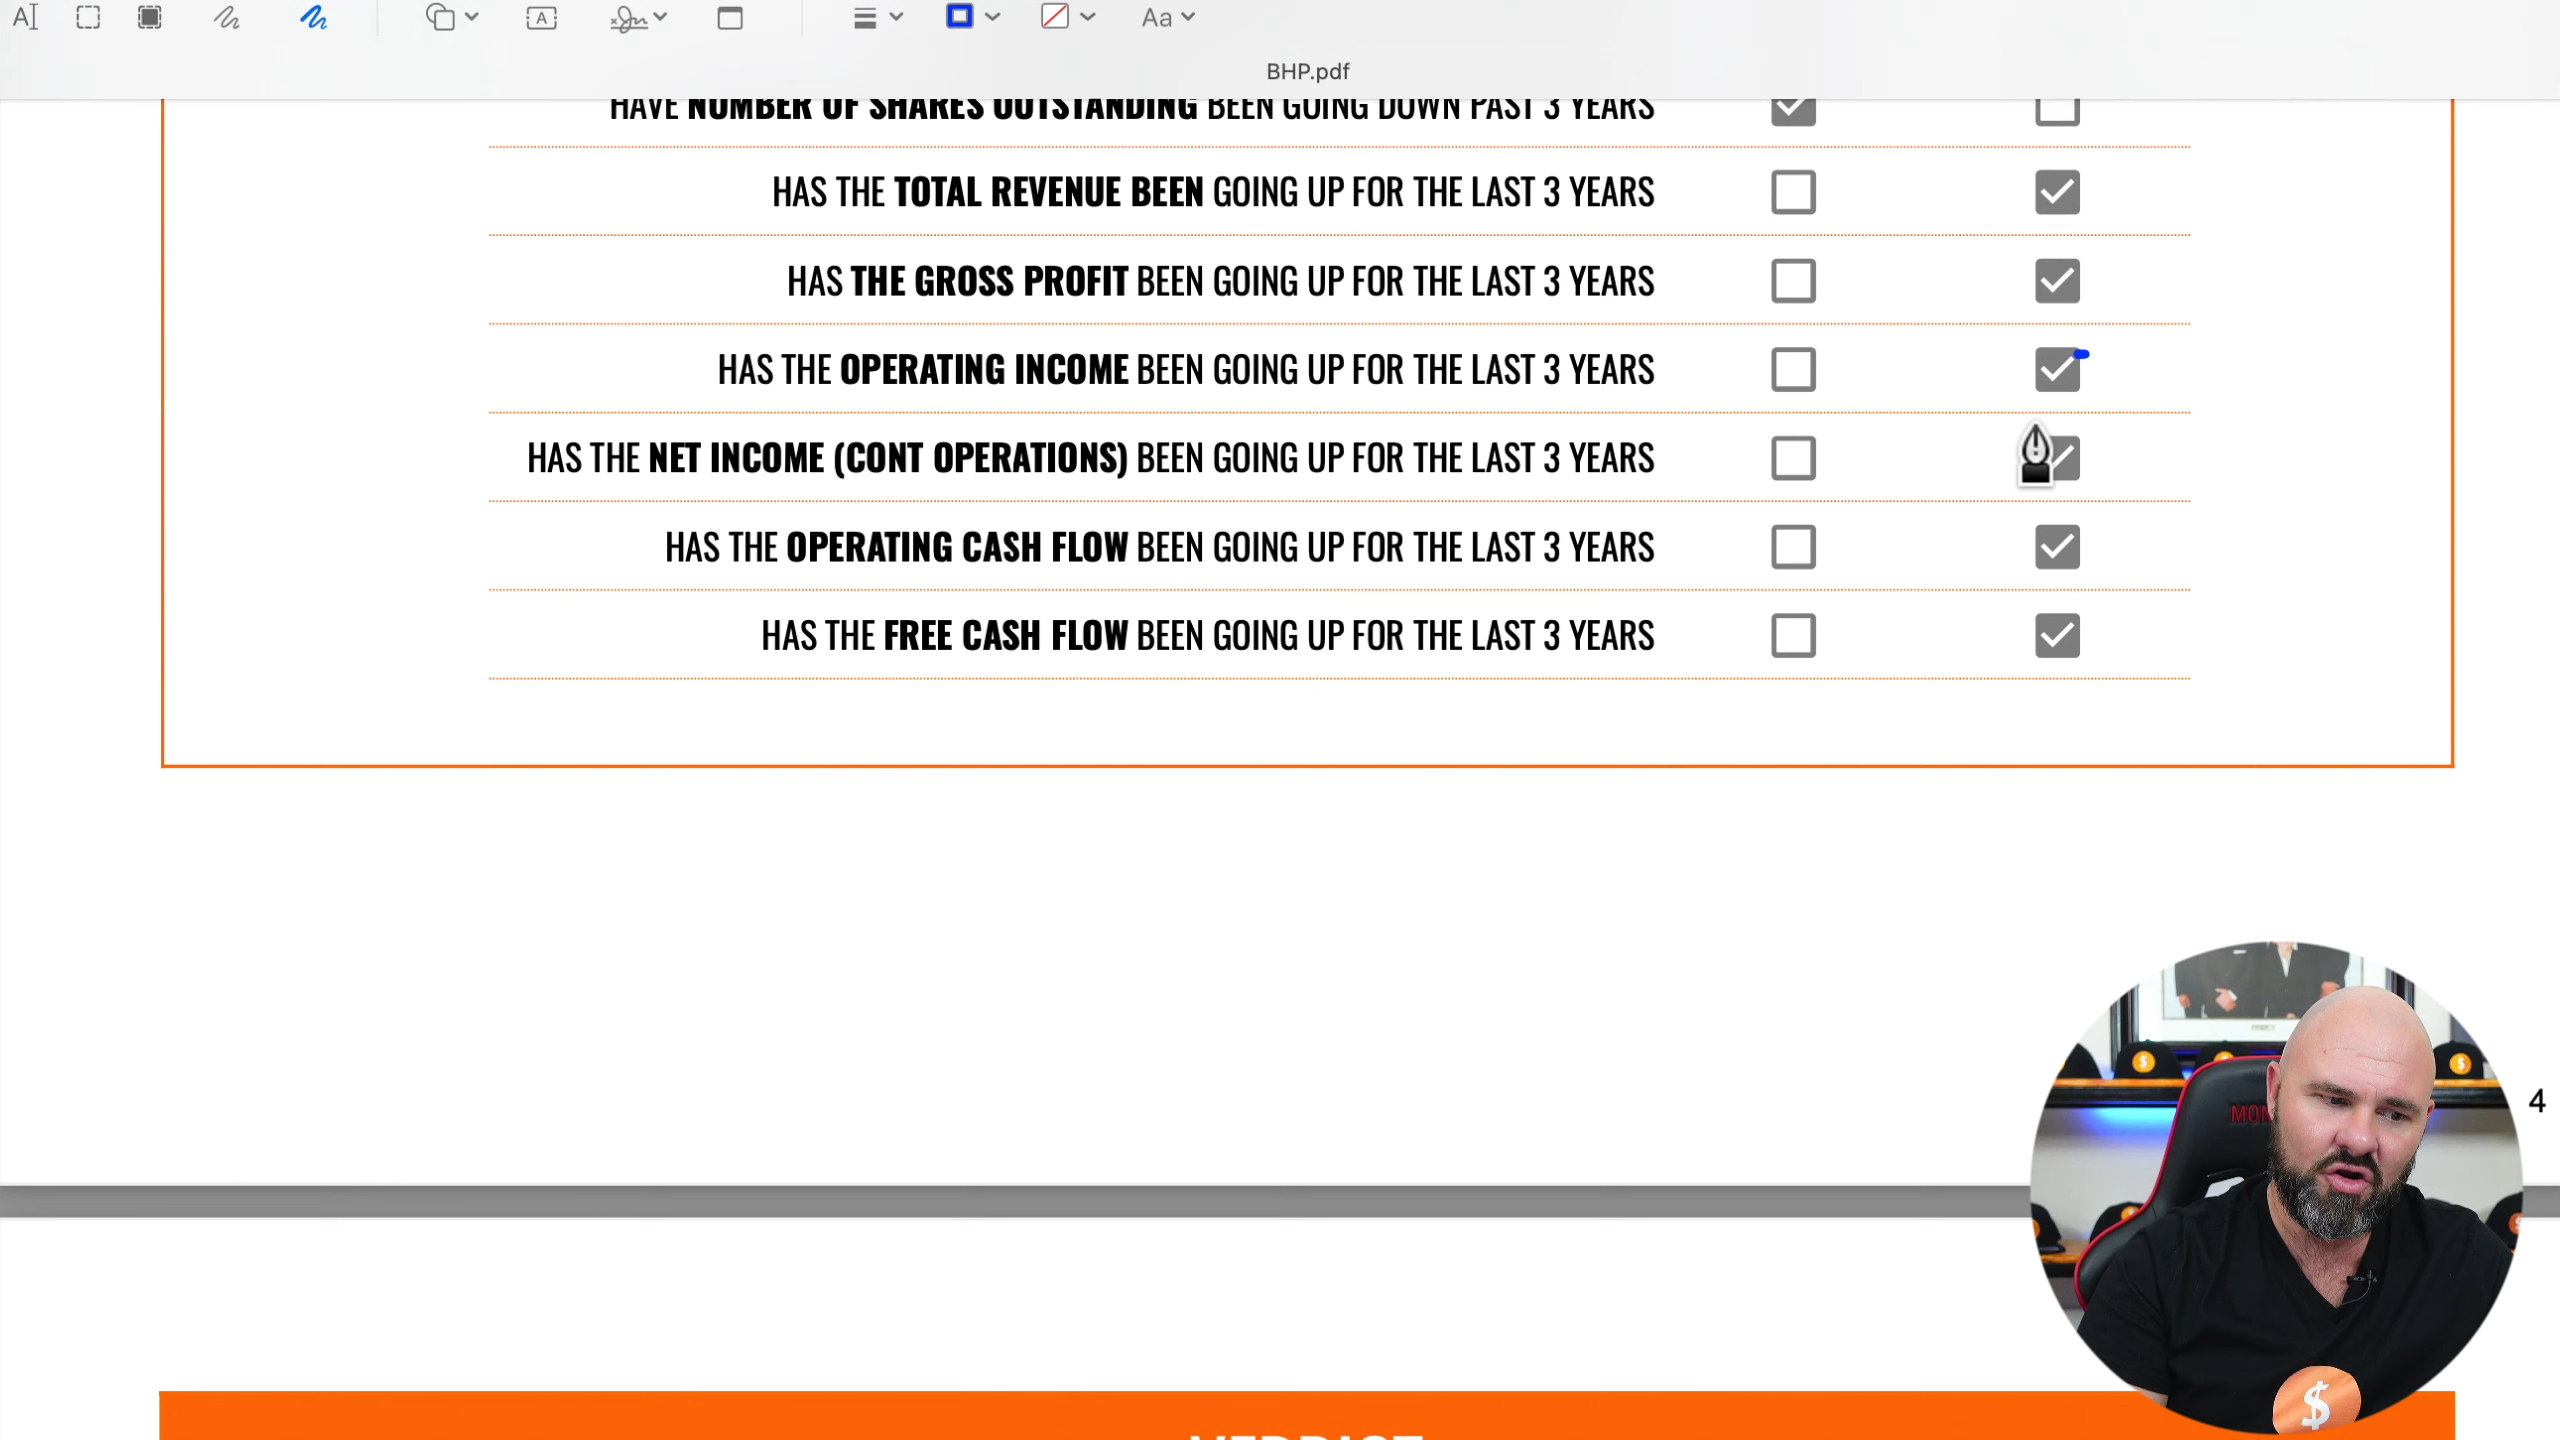 BHP.pdf
HAVE NUMBER OF SHARES OUTSTANDING BEEN GOING DOWN PAST 3 YEARS
HAS THE TOTAL REVENUE BEEN GOING UP FOR THE LAST 3 YEARS
HAS THE GROSS PROFIT BEEN GOING UP FOR THE LAST 3 YEARS
HAS THE OPERATING INCOME BEEN GOING UP FOR THE LAST 3 YEARS
HAS THE NET INCOME (CONT OPERATIONS) BEEN GOING UP FOR THE LAST 3 YEARS
HAS THE OPERATING CASH FLOW BEEN GOING UP FOR THE LAST 3 YEARS
HAS THE FREE CASH FLOW BEEN GOING UP FOR THE LAST 3 YEARS
4
VERDICT